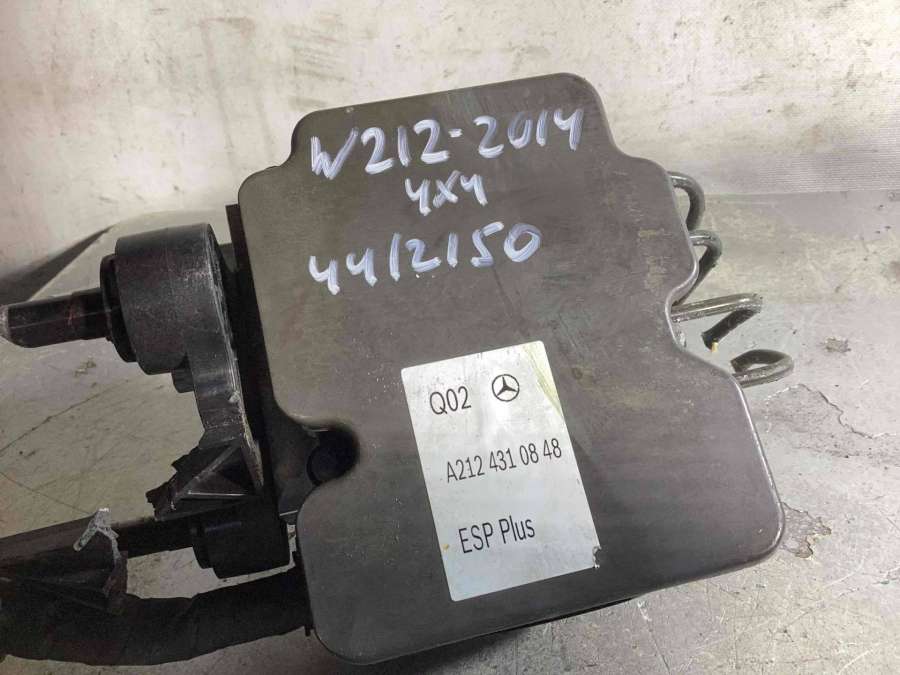 W212-2014
4x4
44/2150
Q02
A212 431 08 48
ESP Plus